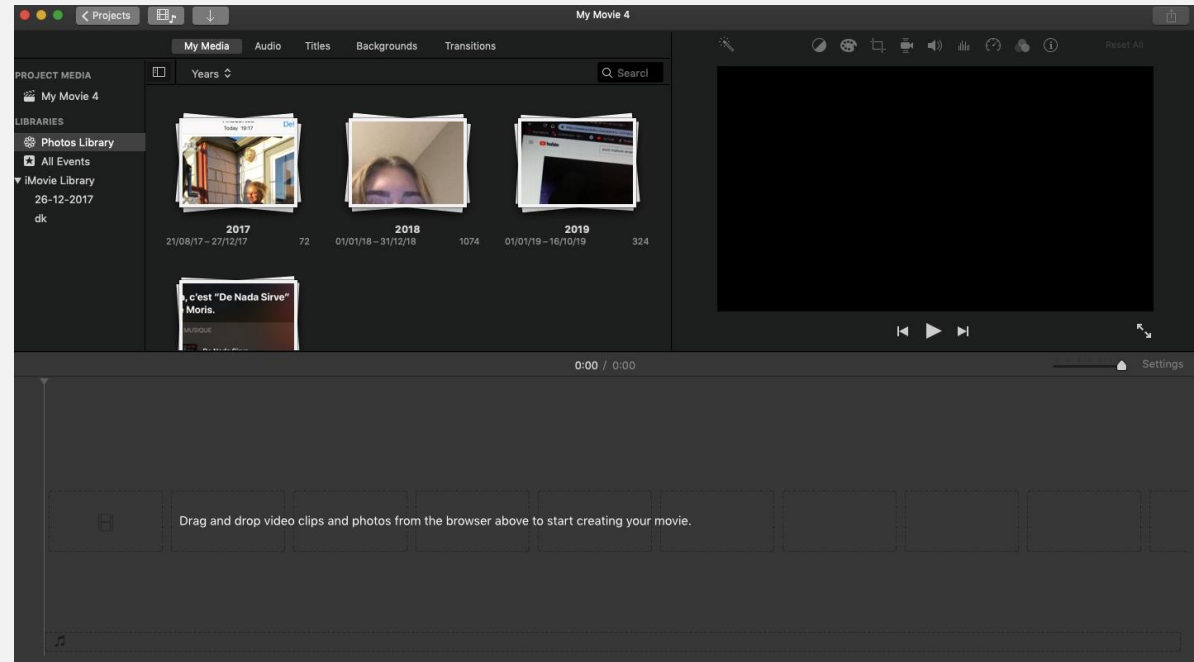 Projects
My Movie 4
My Media Audio Titles Backgrounds Transitions
Reset All
PROJECT MEDIA
My Movie 4
LIBRARIES
Photos Library
All Events
iMovie Library
26-12-2017
dk
Years
Searcl
Today 19:17
2017
21/08/17 – 27/12/17 72
2018
01/01/18 – 31/12/18 1074
YouTube
2019
01/01/19 – 16/10/19 324
, c'est "De Nada Sirve"
Moris.
MUSIQUE
0:00 / 0:00
Settings
Drag and drop video clips and photos from the browser above to start creating your movie.